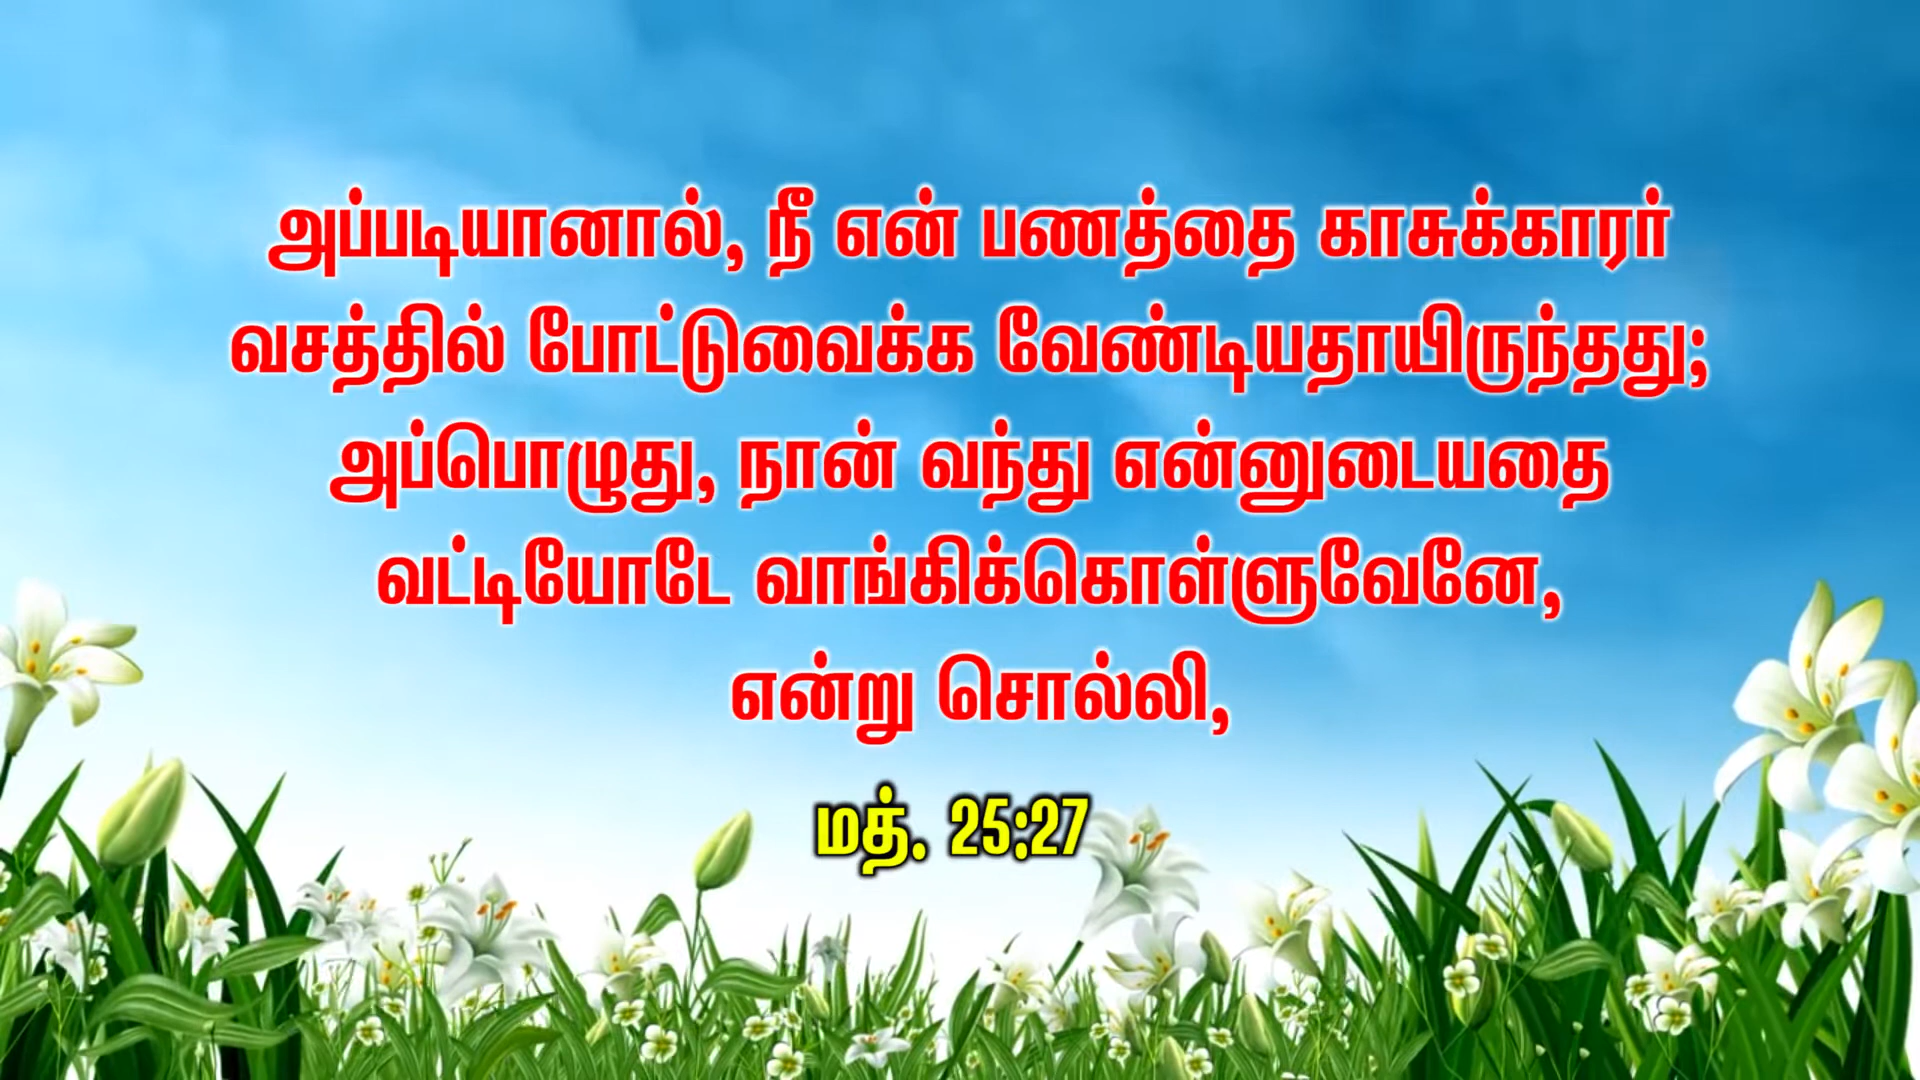 அப்படியானால், நீ என் பணத்தை காசுக்காரர்
வசத்தில் போட்டுவைக்க வேண்டியதாயிருந்தது;
அப்பொழுது, நான் வந்து என்னுடையதை
வட்டியோடே வாங்கிக்கொள்ளுவேனே,
என்று சொல்லி,
மத். 25:27